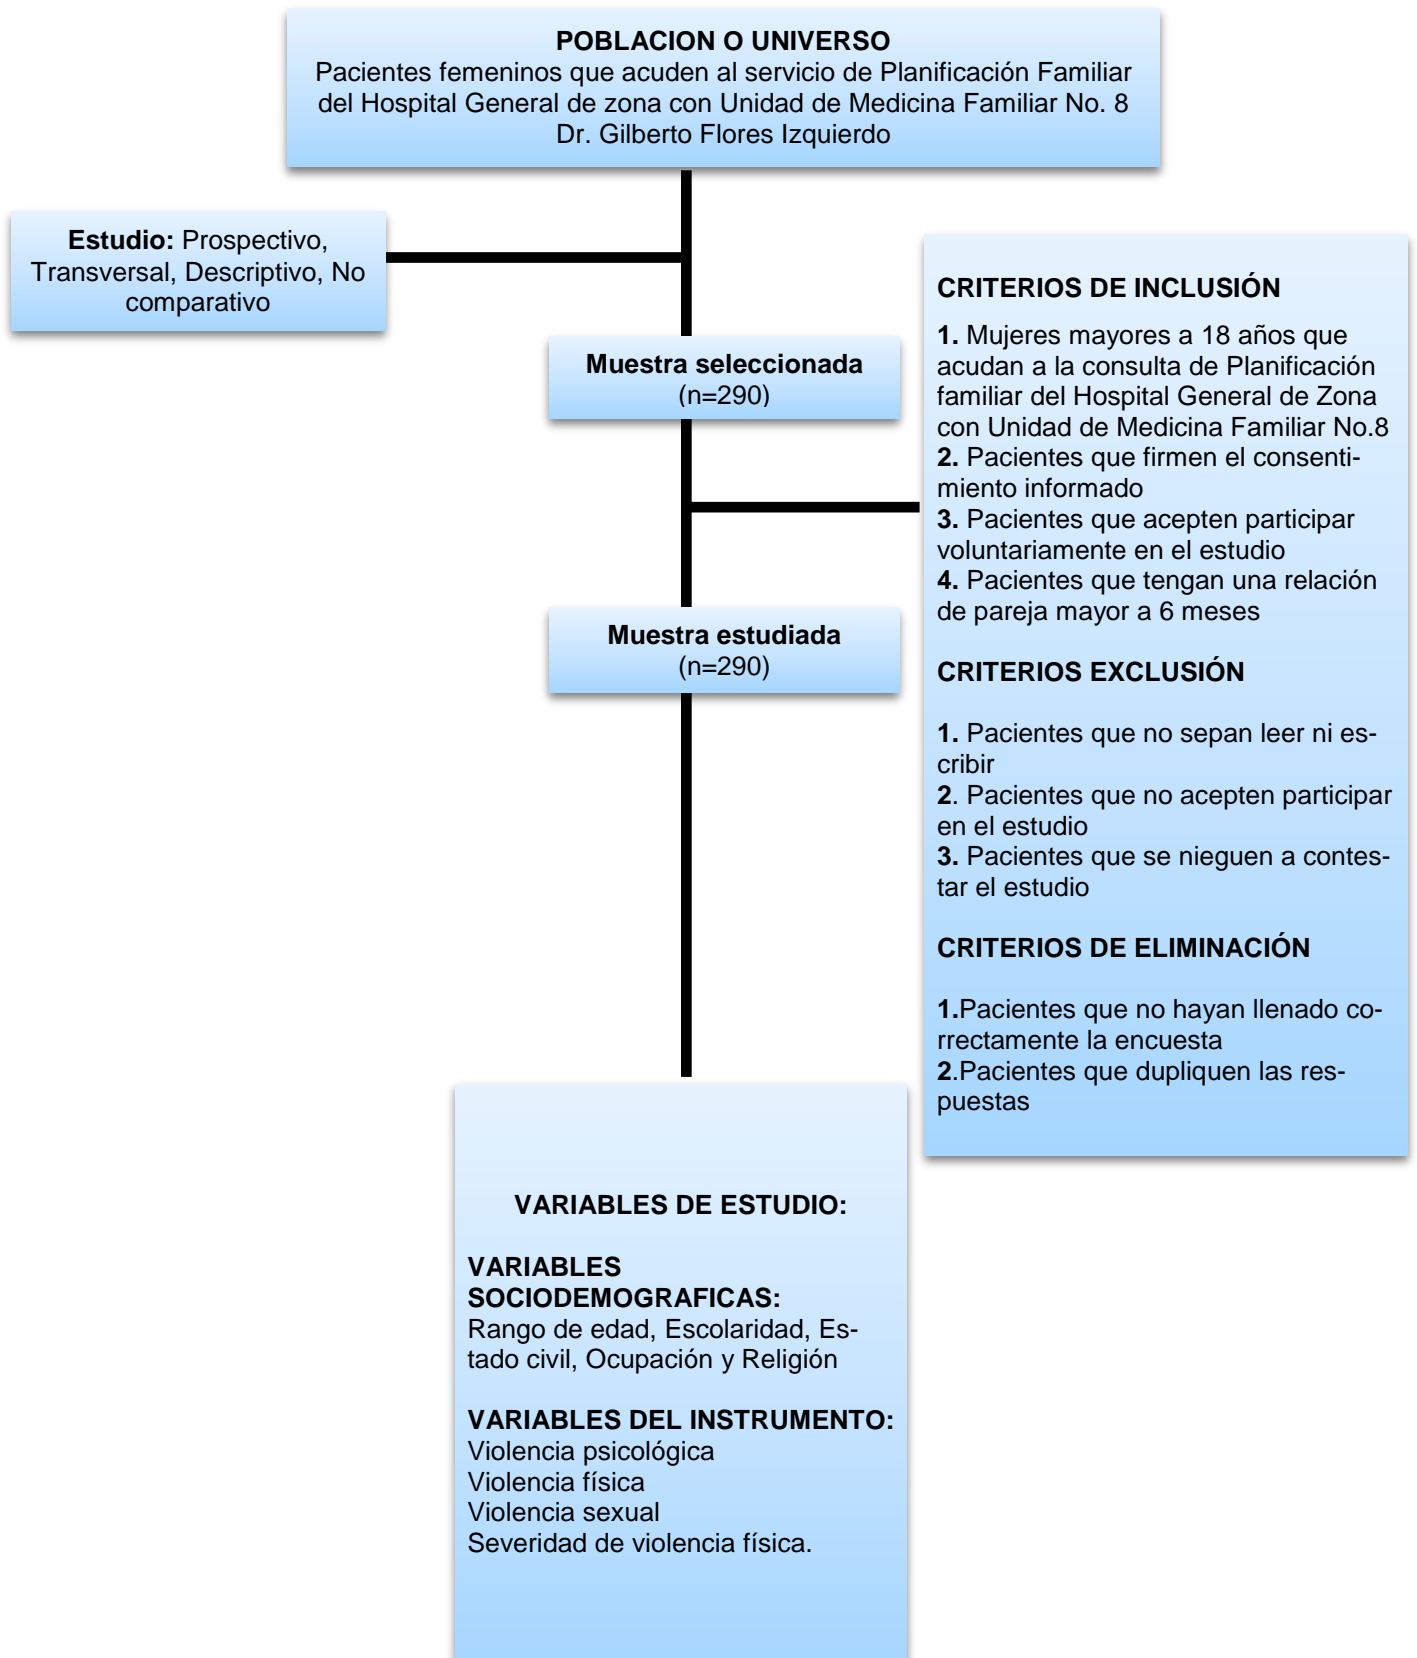 POBLACION O UNIVERSO
Pacientes femeninos que acuden al servicio de Planificación Familiar
del Hospital General de zona con Unidad de Medicina Familiar No. 8
Dr. Gilberto Flores Izquierdo
Estudio: Prospectivo,
Transversal, Descriptivo, No
comparativo
Muestra seleccionada
(n=290)
Muestra estudiada
(n=290)
CRITERIOS DE INCLUSIÓN
1. Mujeres mayores a 18 años que
acudan a la consulta de Planificación
familiar del Hospital General de Zona
con Unidad de Medicina Familiar No.8
2. Pacientes que firmen el consenti-
miento informado
3. Pacientes que acepten participar
voluntariamente en el estudio
4. Pacientes que tengan una relación
de pareja mayor a 6 meses
CRITERIOS EXCLUSIÓN
1. Pacientes que no sepan leer ni es-
cribir
2. Pacientes que no acepten participar
en el estudio
3. Pacientes que se nieguen a contes-
tar el estudio
CRITERIOS DE ELIMINACIÓN
1.Pacientes que no hayan llenado co-
rrectamente la encuesta
2.Pacientes que dupliquen las res-
puestas
VARIABLES DE ESTUDIO:
VARIABLES
SOCIODEMOGRAFICAS:
Rango de edad, Escolaridad, Es-
tado civil, Ocupación y Religión
VARIABLES DEL INSTRUMENTO:
Violencia psicológica
Violencia física
Violencia sexual
Severidad de violencia física.